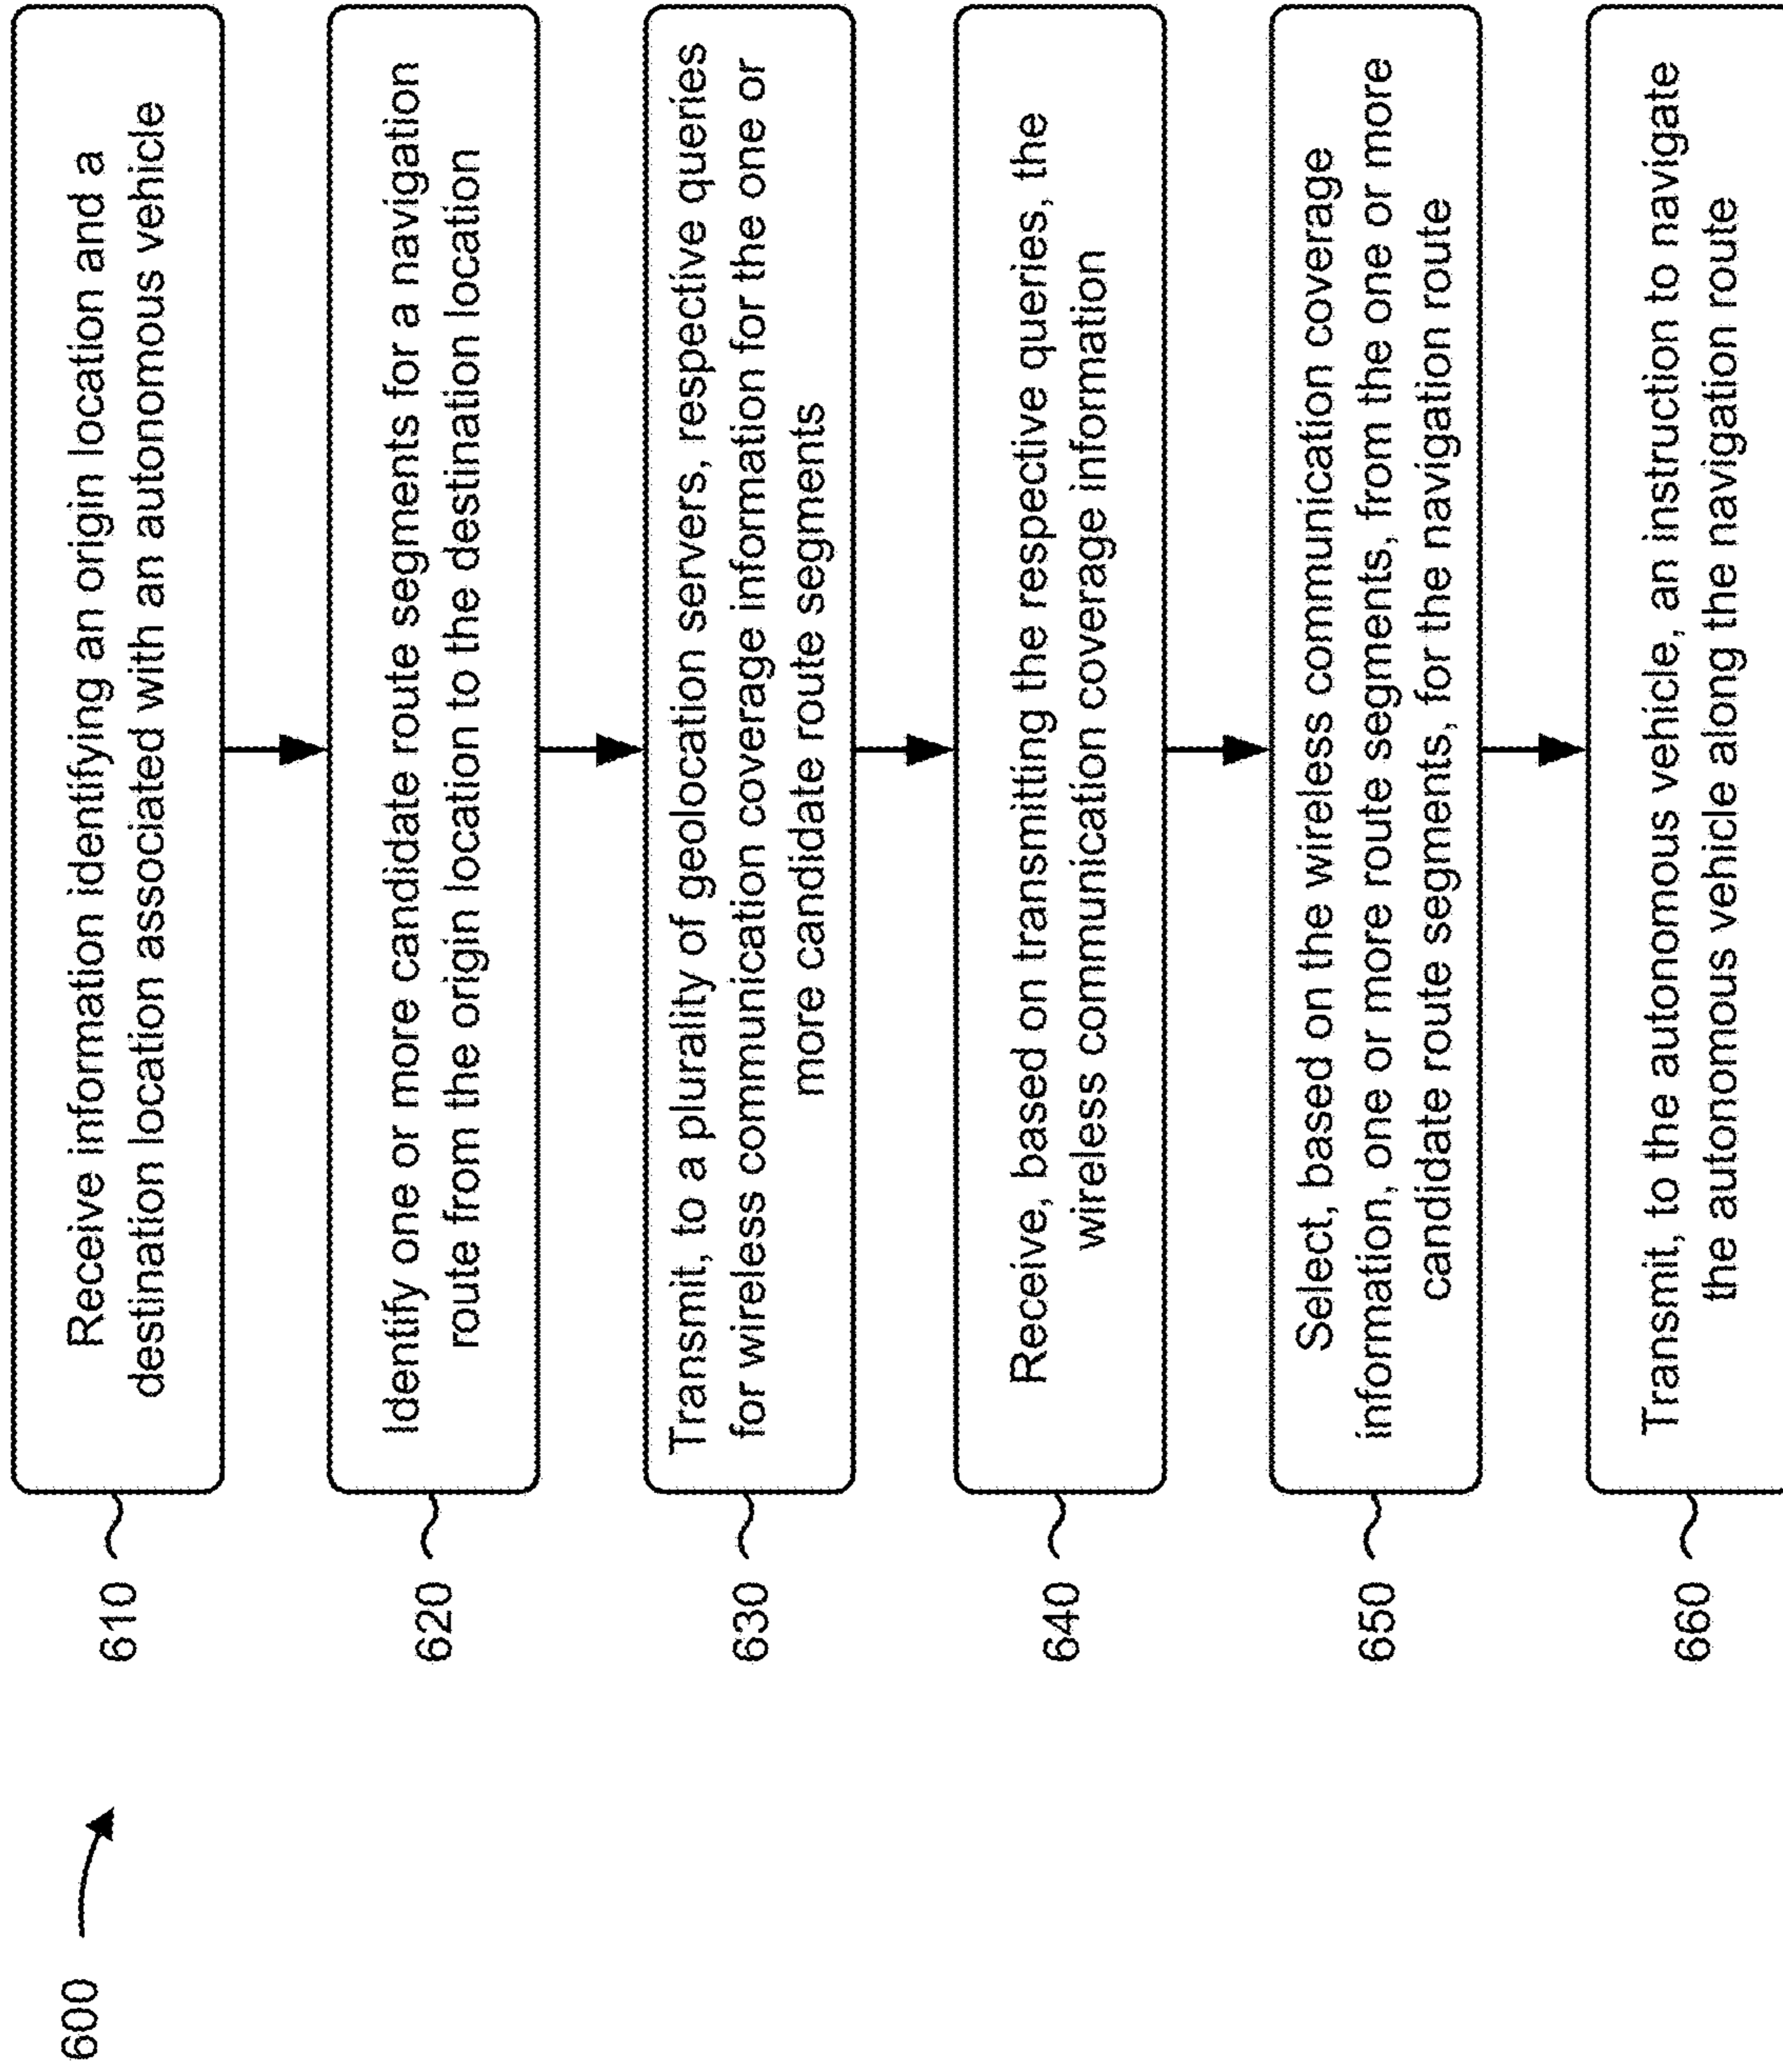 600
610
Receive information identifying an origin location and a
destination location associated with an autonomous vehicle
620
Identify one or more candidate route segments for a navigation
route from the origin location to the destination location
630
Transmit, to a plurality of geolocation servers, respective queries
for wireless communication coverage information for the one or
more candidate route segments
640
Receive, based on transmitting the respective queries, the
wireless communication coverage information
650
Select, based on the wireless communication coverage
information, one or more route segments, from the one or more
candidate route segments, for the navigation route
660
Transmit, to the autonomous vehicle, an instruction to navigate
the autonomous vehicle along the navigation route